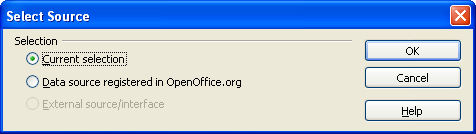 Select Source
Selection
Current selection
Data source registered in OpenOffice.org
External source/interface
OK
Cancel
Help